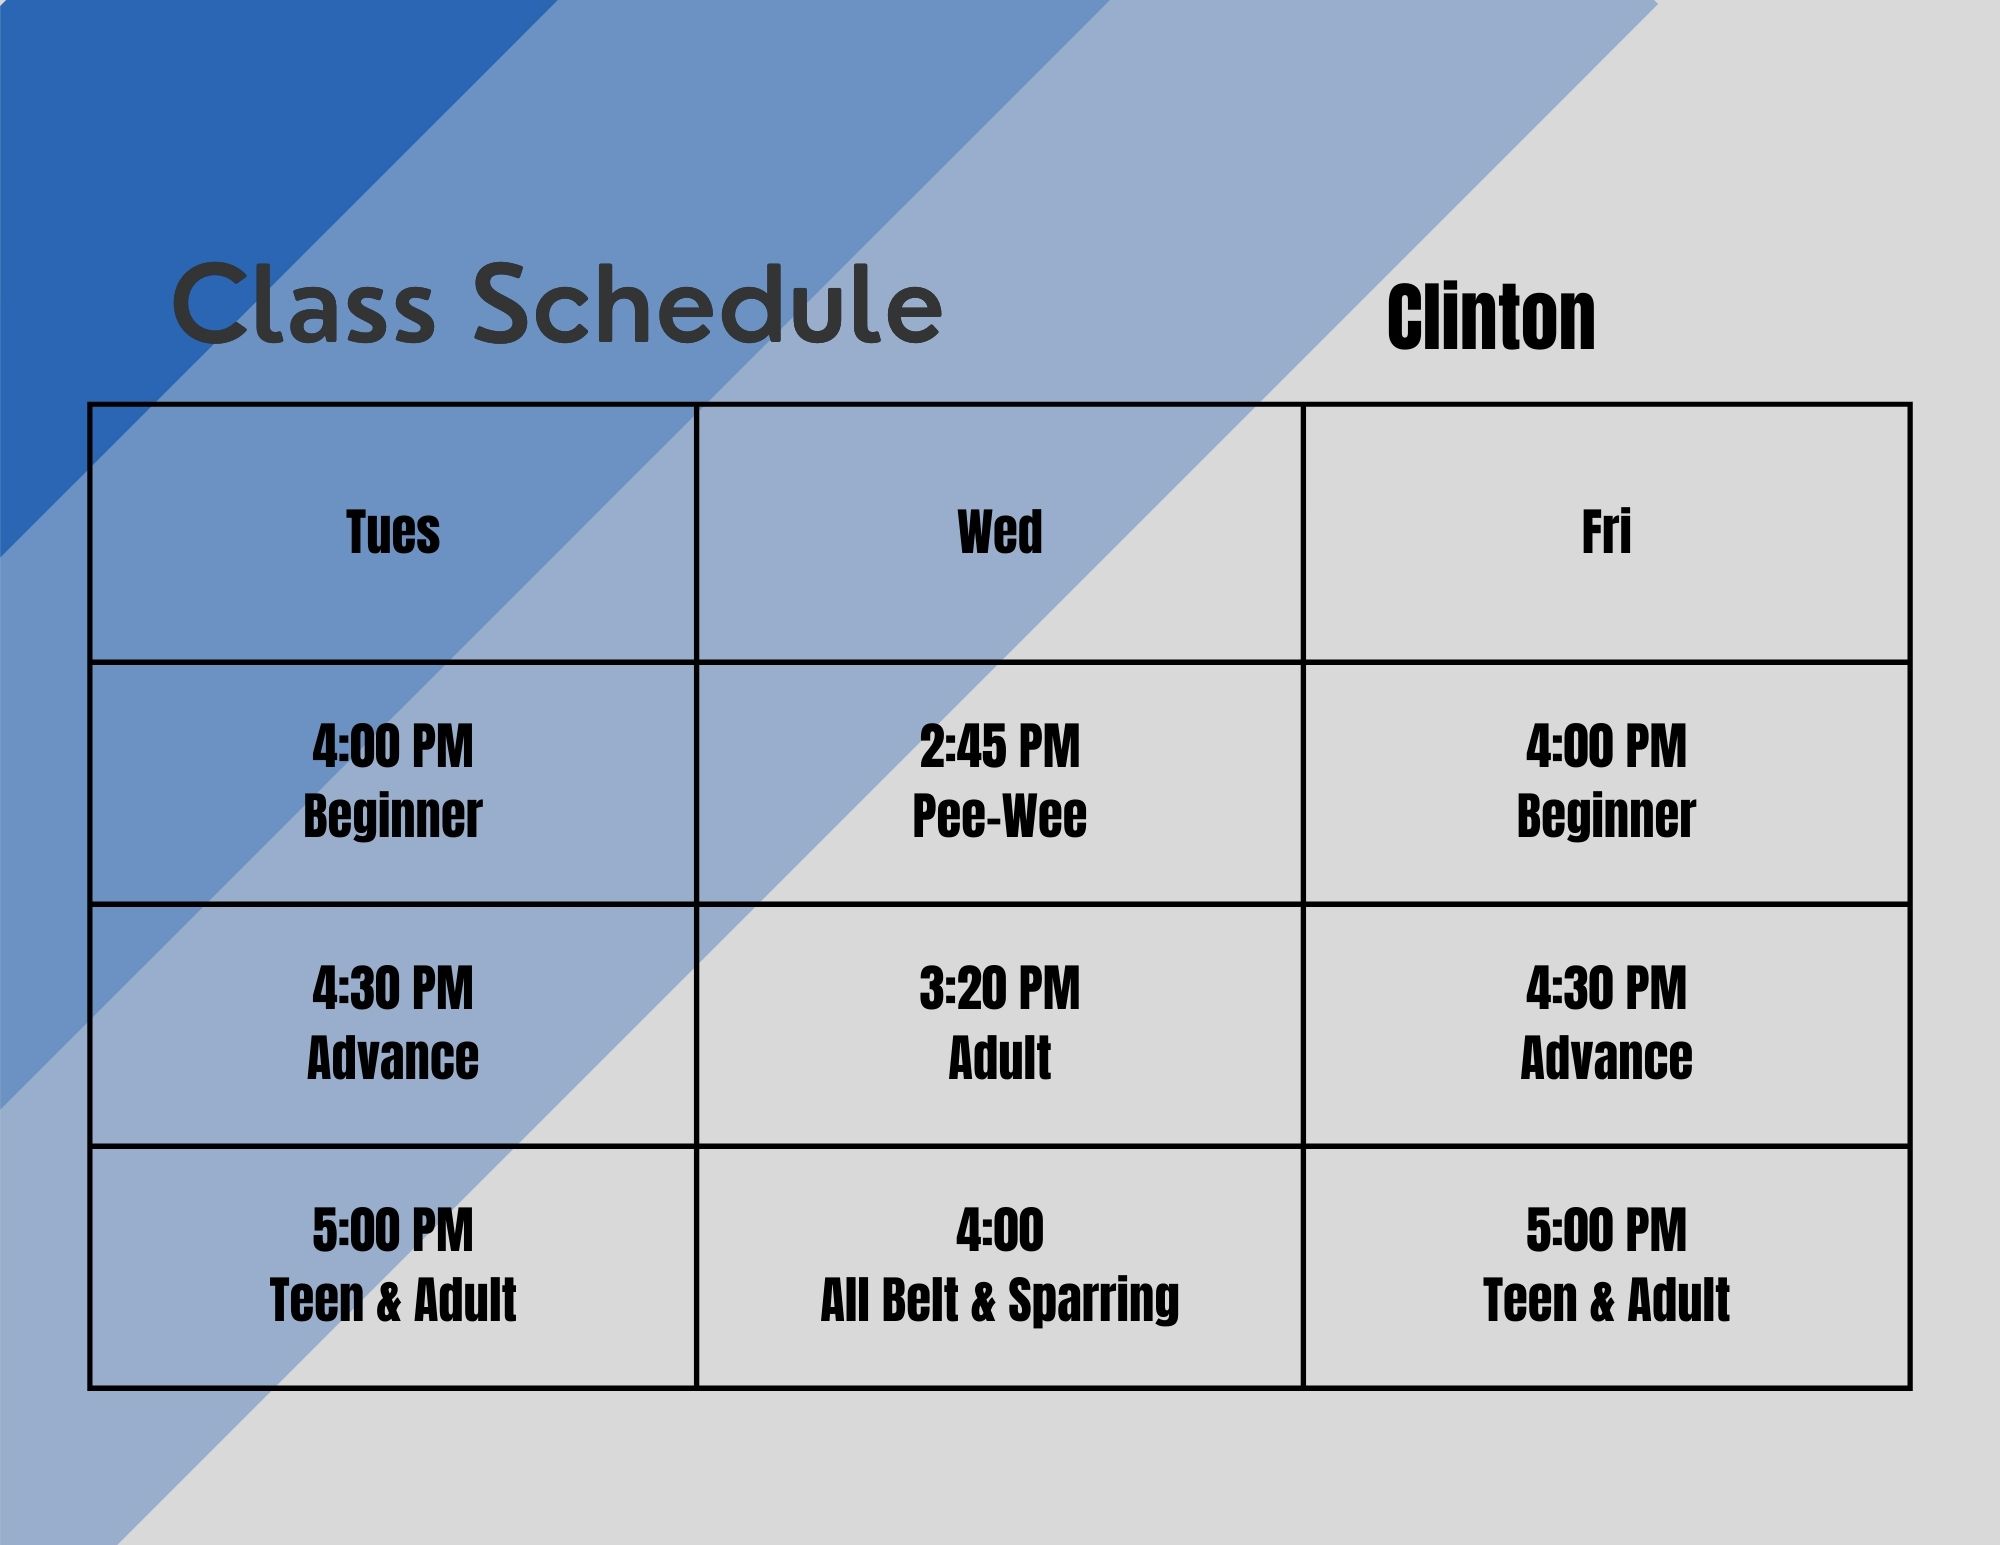 Class Schedule
Clinton
Tues
Wed
Fri
4:00 PM
Beginner
2:45 PM
Pee-Wee
4:00 PM
Beginner
4:30 PM
Advance
3:20 PM
Adult
4:30 PM
Advance
5:00 PM
Teen & Adult
4:00
All Belt & Sparring
5:00 PM
Teen & Adult